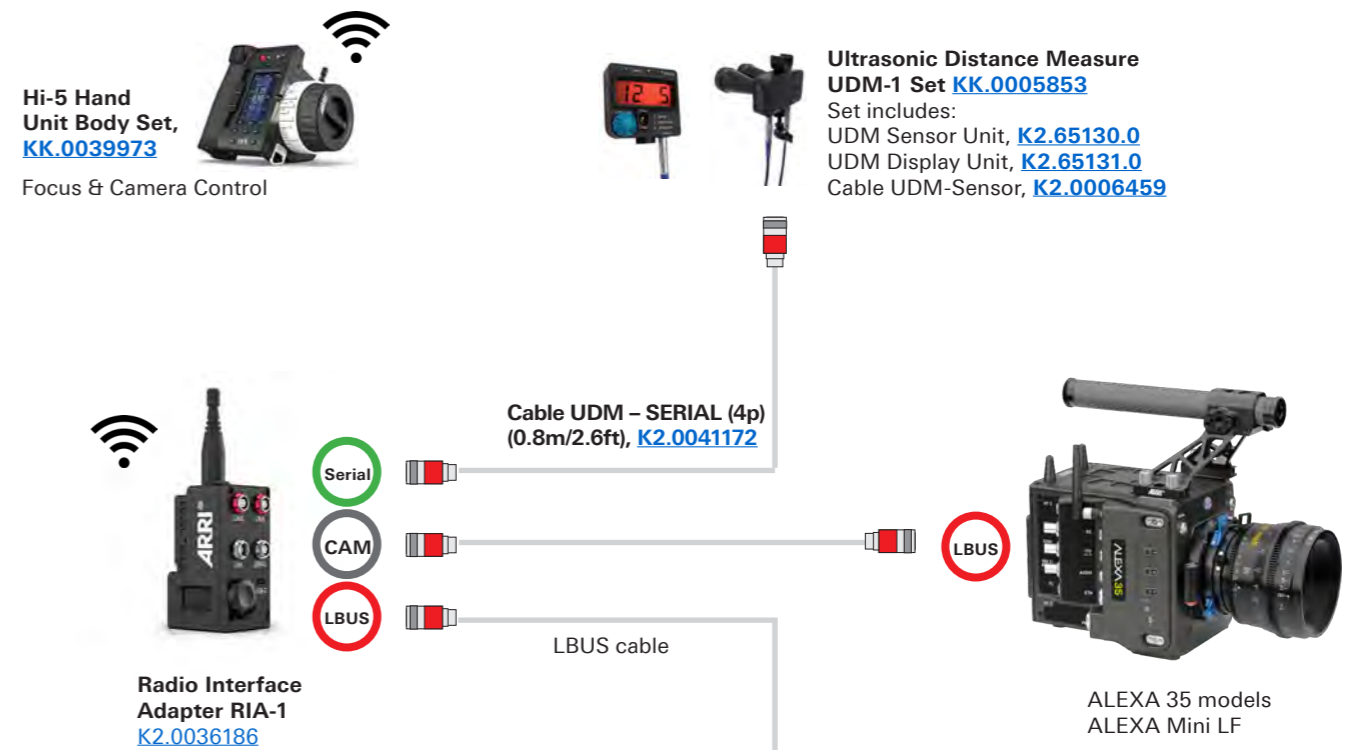 Hi-5 Hand
Unit Body Set,
KK.0039973
Focus & Camera Control
12 5
Ultrasonic Distance Measure
UDM-1 Set KK.0005853
Set includes:
UDM Sensor Unit, K2.65130.0
UDM Display Unit, K2.65131.0
Cable UDM-Sensor, K2.0006459
Cable UDM – SERIAL (4p)
(0.8m/2.6ft), K2.0041172
Serial
CAM
LBUS
ARRI
LBUS cable
Radio Interface
Adapter RIA-1
K2.0036186
LBUS
ALEXA 35
ALEXA 35 models
ALEXA Mini LF